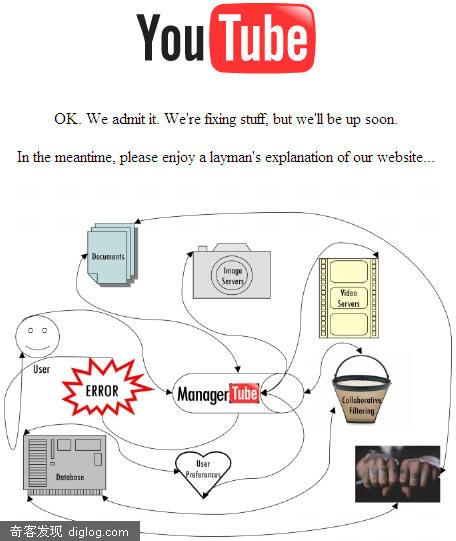 YouTube
OK. We admit it. We're fixing stuff, but we'll be up soon.
In the meantime, please enjoy a layman's explanation of our website...
Documents
Image
Servers
Video
Servers
User
ERROR
ManagerTube
Collaborative
Filtering
Database
User
Preferences
奇客发现 diglog.com